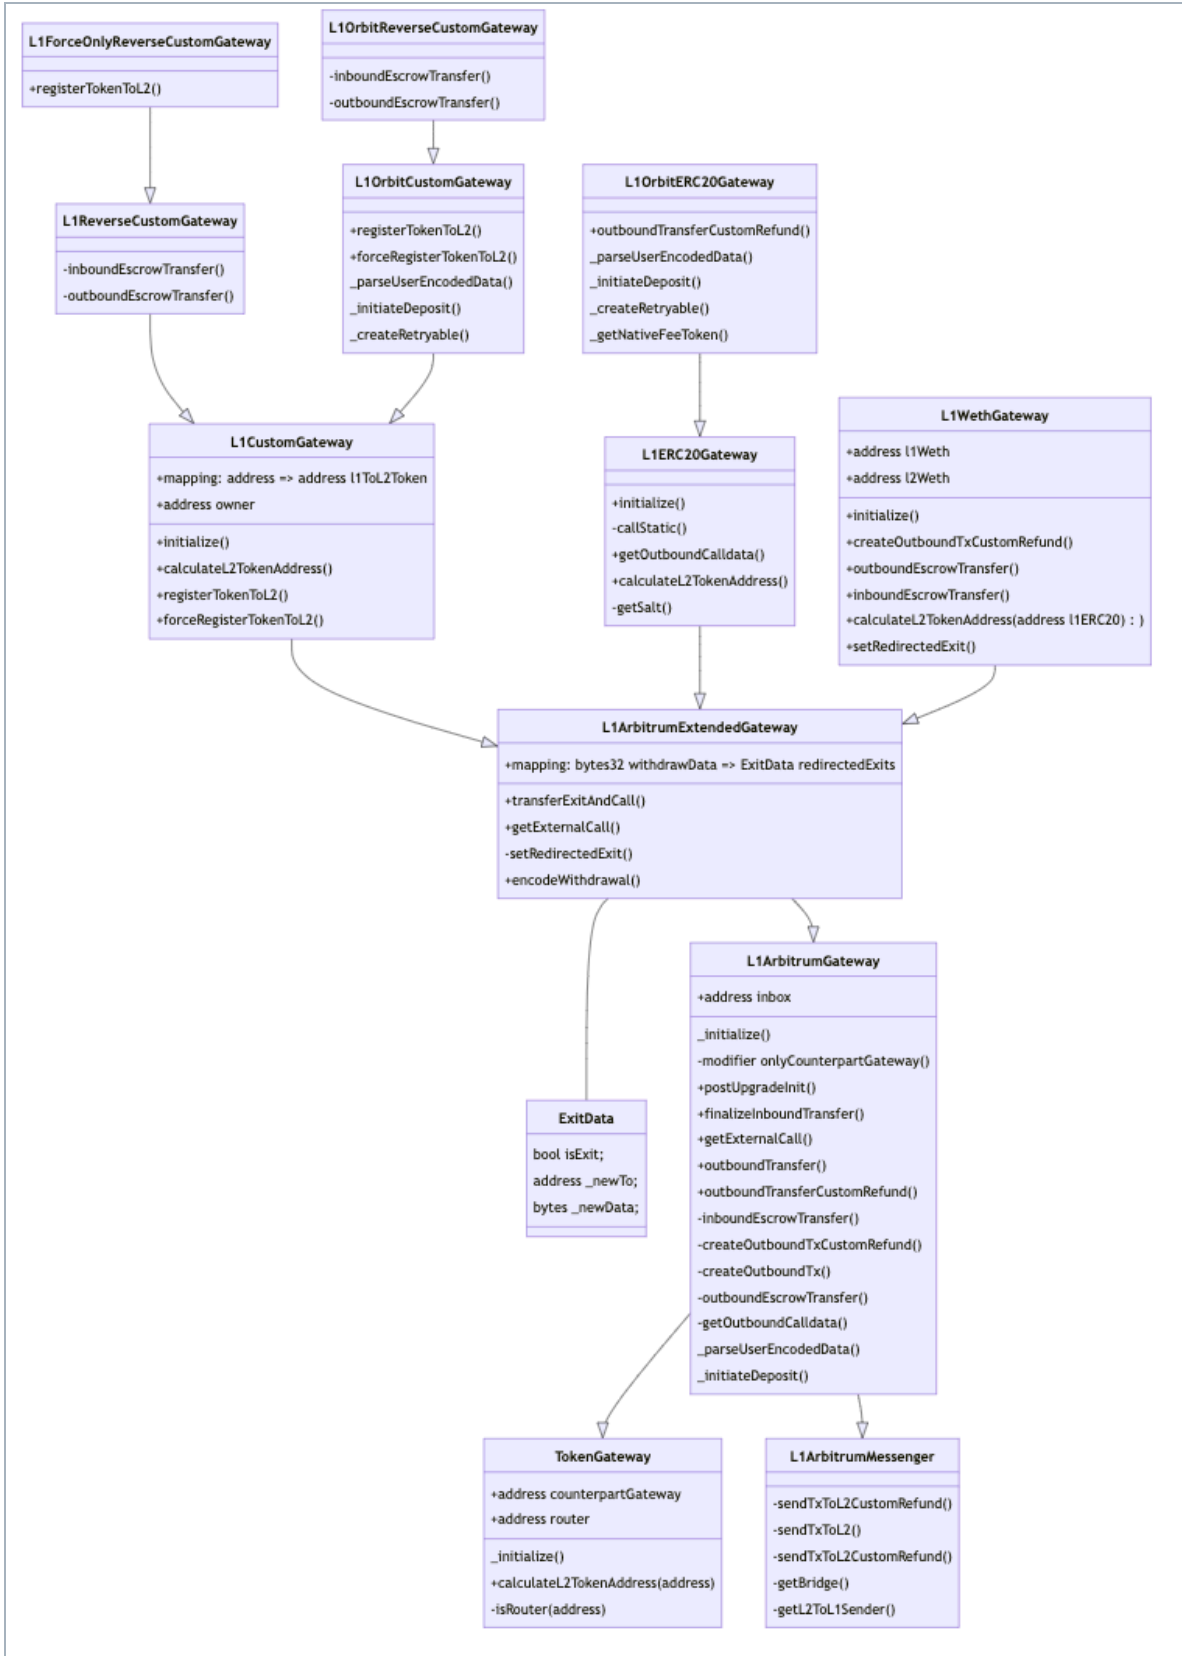 L1ForceOnlyReverseCustomGateway
+registerTokenToL2()
L1OrbitReverseCustomGateway
-inboundEscrowTransfer()
-outboundEscrowTransfer()
L1ReverseCustomGateway
-inboundEscrowTransfer()
-outboundEscrowTransfer()
L1OrbitCustomGateway
+registerTokenToL2()
+forceRegisterTokenToL2()
_parseUserEncodedData()
_initiateDeposit()
_createRetryable()
L1OrbitERC20Gateway
+outboundTransferCustomRefund()
_parseUserEncodedData()
_initiateDeposit()
_createRetryable()
_getNativeFeeToken()
L1CustomGateway
+mapping: address => address l1ToL2Token
+address owner
+initialize()
+calculateL2TokenAddress()
+registerTokenToL2()
+forceRegisterTokenToL2()
L1ERC20Gateway
+initialize()
-callStatic()
+getOutboundCalldata()
+calculateL2TokenAddress()
-getSalt()
L1WethGateway
+address l1Weth
+address l2Weth
+initialize()
+createOutboundTxCustomRefund()
+outboundEscrowTransfer()
+inboundEscrowTransfer()
+calculateL2TokenAddress(address l1ERC20) : )
+setRedirectedExit()
L1ArbitrumExtendedGateway
+mapping: bytes32 withdrawData => ExitData redirectedExits
+transferExitAndCall()
+getExternalCall()
-setRedirectedExit()
+encodeWithdrawal()
ExitData
bool isExit;
address _newTo;
bytes _newData;
L1ArbitrumGateway
+address inbox
_initialize()
-modifier onlyCounterpartGateway()
+postUpgradeInit()
+finalizeInboundTransfer()
+getExternalCall()
+outboundTransfer()
+outboundTransferCustomRefund()
-inboundEscrowTransfer()
-createOutboundTxCustomRefund()
-createOutboundTx()
-outboundEscrowTransfer()
-getOutboundCalldata()
_parseUserEncodedData()
_initiateDeposit()
TokenGateway
+address counterpartGateway
+address router
_initialize()
+calculateL2TokenAddress(address)
-isRouter(address)
L1ArbitrumMessenger
-sendTxToL2CustomRefund()
-sendTxToL2()
-sendTxToL2CustomRefund()
-getBridge()
-getL2ToL1Sender()